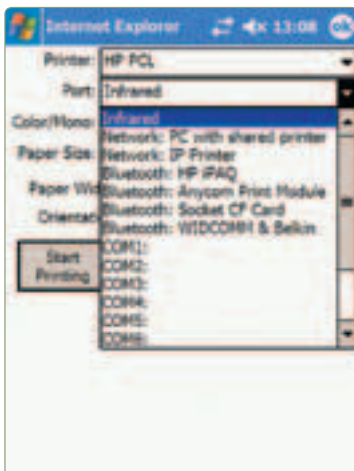 Internet Explorer 13:08 ok
Printer: HP PCL
Port: Infrared
Color/Mono: Infrared
Network: PC with shared printer
Paper Size: Network: IP Printer
Bluetooth: HP iPAQ
Paper Wid Bluetooth: Anycom Print Module
Orientat Bluetooth: Socket CF Card
Bluetooth: WIDCOMM & Belkin
COM1:
Start
Printing
COM2:
COM3:
COM4:
COM5:
COM6: